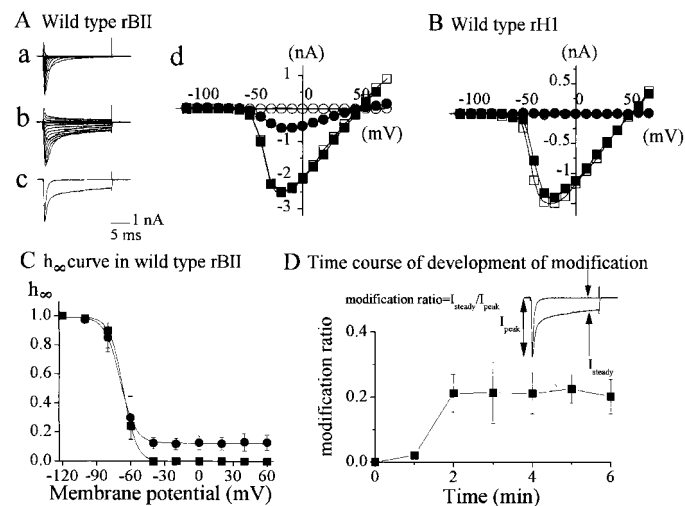 A Wild type rBII
B Wild type rH1
a
b
c
1 nA
5 ms
d
(nA)
1
-100
-50
0
50
(mV)
-1
-2
-3
(nA)
0.5
-100
-50
0
50
(mV)
-0.5
-1
C h∞ curve in wild type rBII
h∞
1.0
0.8
0.6
0.4
0.2
0.0
-120
-90
-60
-30
0
30
60
Membrane potential (mV)
D Time course of development of modification
modification ratio=Isteady/Ipeak
Ipeak
Isteady
modification ratio
0.4
0.2
0.0
0
2
4
6
Time (min)